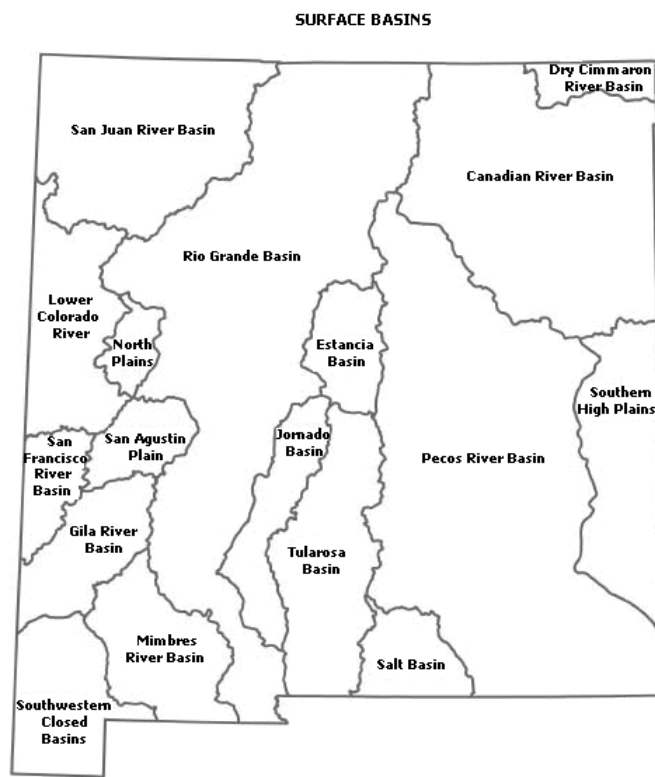 SURFACE BASINS
Dry Cimmaron
River Basin
San Juan River Basin
Canadian River Basin
Rio Grande Basin
Lower
Colorado
River
North
Plains
Estancia
Basin
Southern
High Plains
San
Francisco
River
Basin
San Agustin
Plain
Jornado
Basin
Pecos River Basin
Gila River
Basin
Tularosa
Basin
Mimbres
River Basin
Salt Basin
Southwestern
Closed
Basins